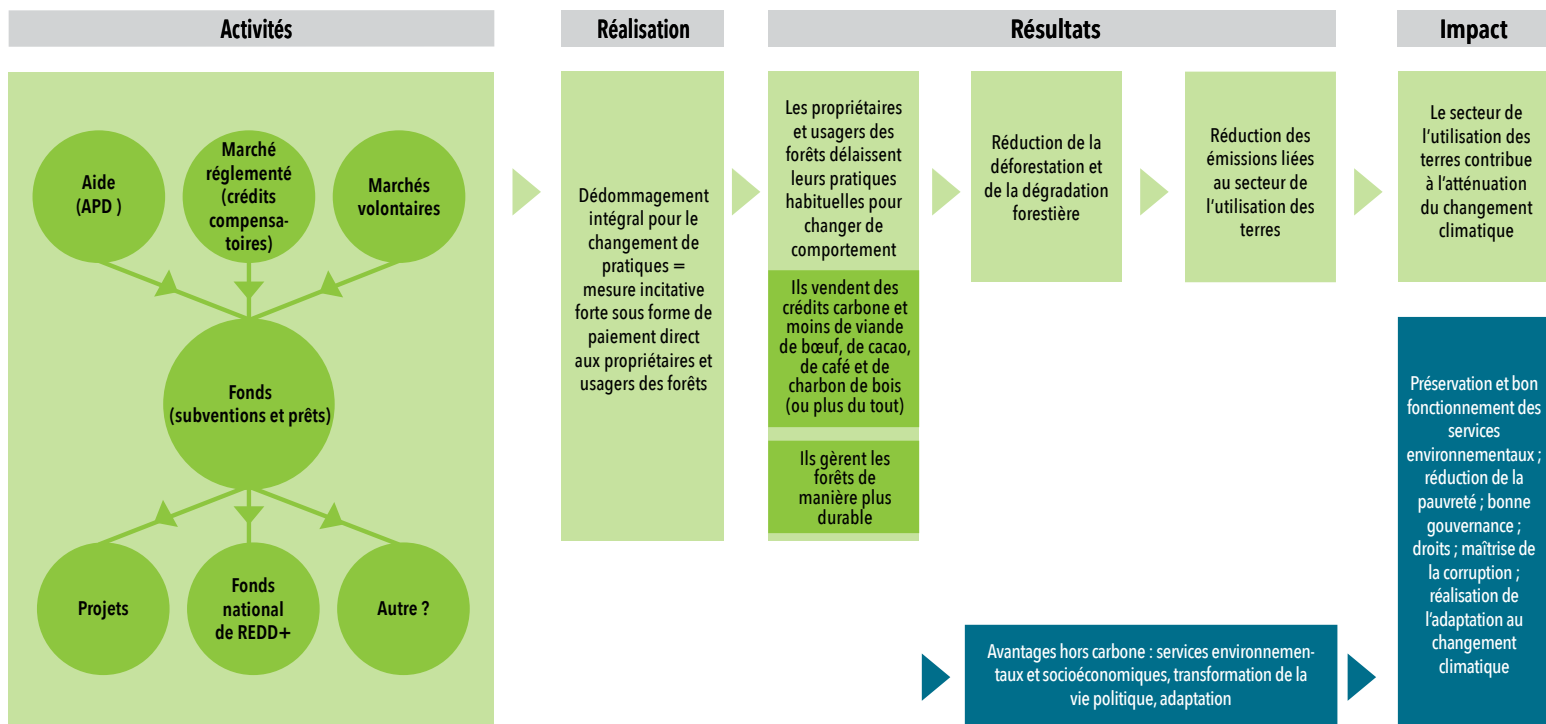 Activités
Réalisation
Résultats
Impact
Aide
(APD )
Marché
réglementé
(crédits
compensa-
toires)
Marchés
volontaires
Fonds
(subventions et prêts)
Projets
Fonds
national
de REDD+
Autre ?
Dédommagement
intégral pour le
changement de
pratiques =
mesure incitative
forte sous forme de
paiement direct
aux propriétaires et
usagers des forêts
Les propriétaires
et usagers des
forêts délaissent
leurs pratiques
habituelles pour
changer de
comportement
Ils vendent des
crédits carbone et
moins de viande
de bœuf, de cacao,
de café et de
charbon de bois
(ou plus du tout)
Ils gèrent les
forêts de
manière plus
durable
Réduction de la
déforestation et
de la dégradation
forestière
Réduction des
émissions liées
au secteur de
l'utilisation des
terres
Le secteur de
l'utilisation des
terres contribue
à l'atténuation
du changement
climatique
Avantages hors carbone : services environnemen-
taux et socioéconomiques, transformation de la
vie politique, adaptation
Préservation et bon
fonctionnement des
services
environnementaux ;
réduction de la
pauvreté ; bonne
gouvernance ;
droits ; maîtrise de
la corruption ;
réalisation de
l'adaptation au
changement
climatique